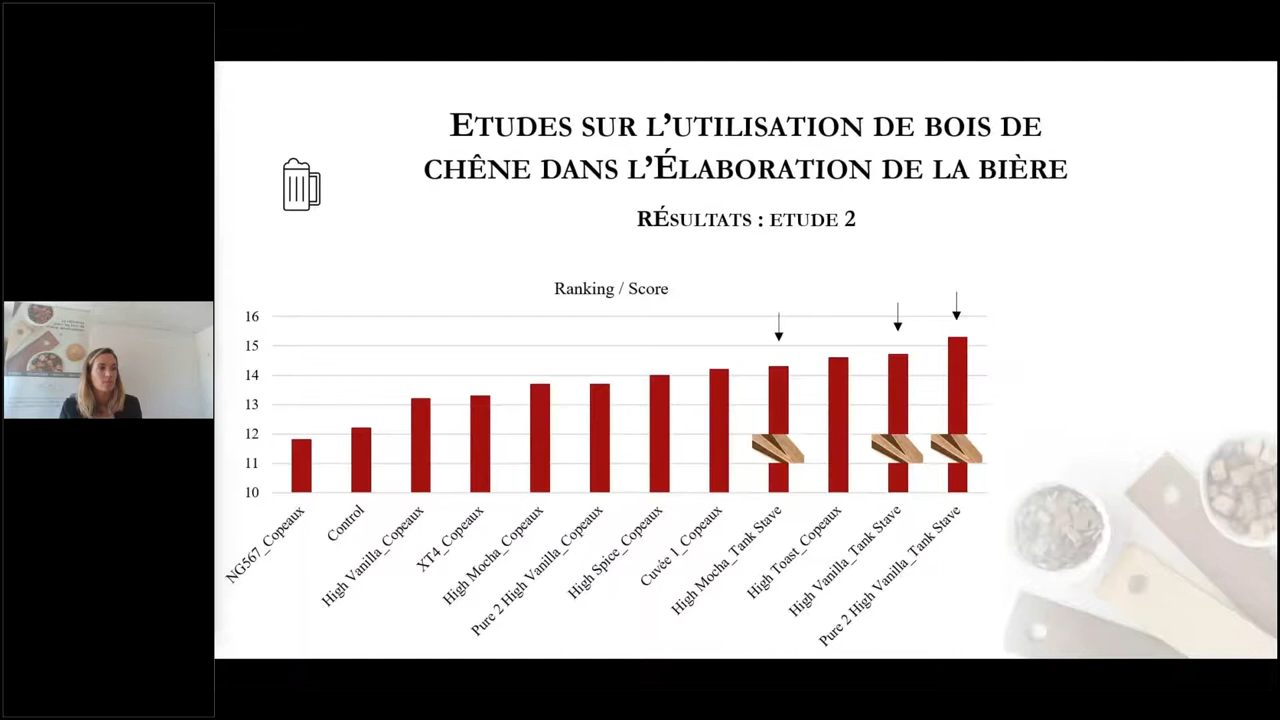 Etudes sur l'utilisation de bois de
chêne dans l'Élaboration de la bière
Résultats : etude 2
Ranking / Score
16
15
14
13
12
11
10
NG567_Copeaux
Control
High Vanilla_Copeaux
XT4_Copeaux
High Mocha_Copeaux
Pure 2 High Vanilla_Copeaux
High Spice_Copeaux
Cuvée 1_Copeaux
High Mocha_Tank Stave
High Toast_Copeaux
High Vanilla_Tank Stave
Pure 2 High Vanilla_Tank Stave